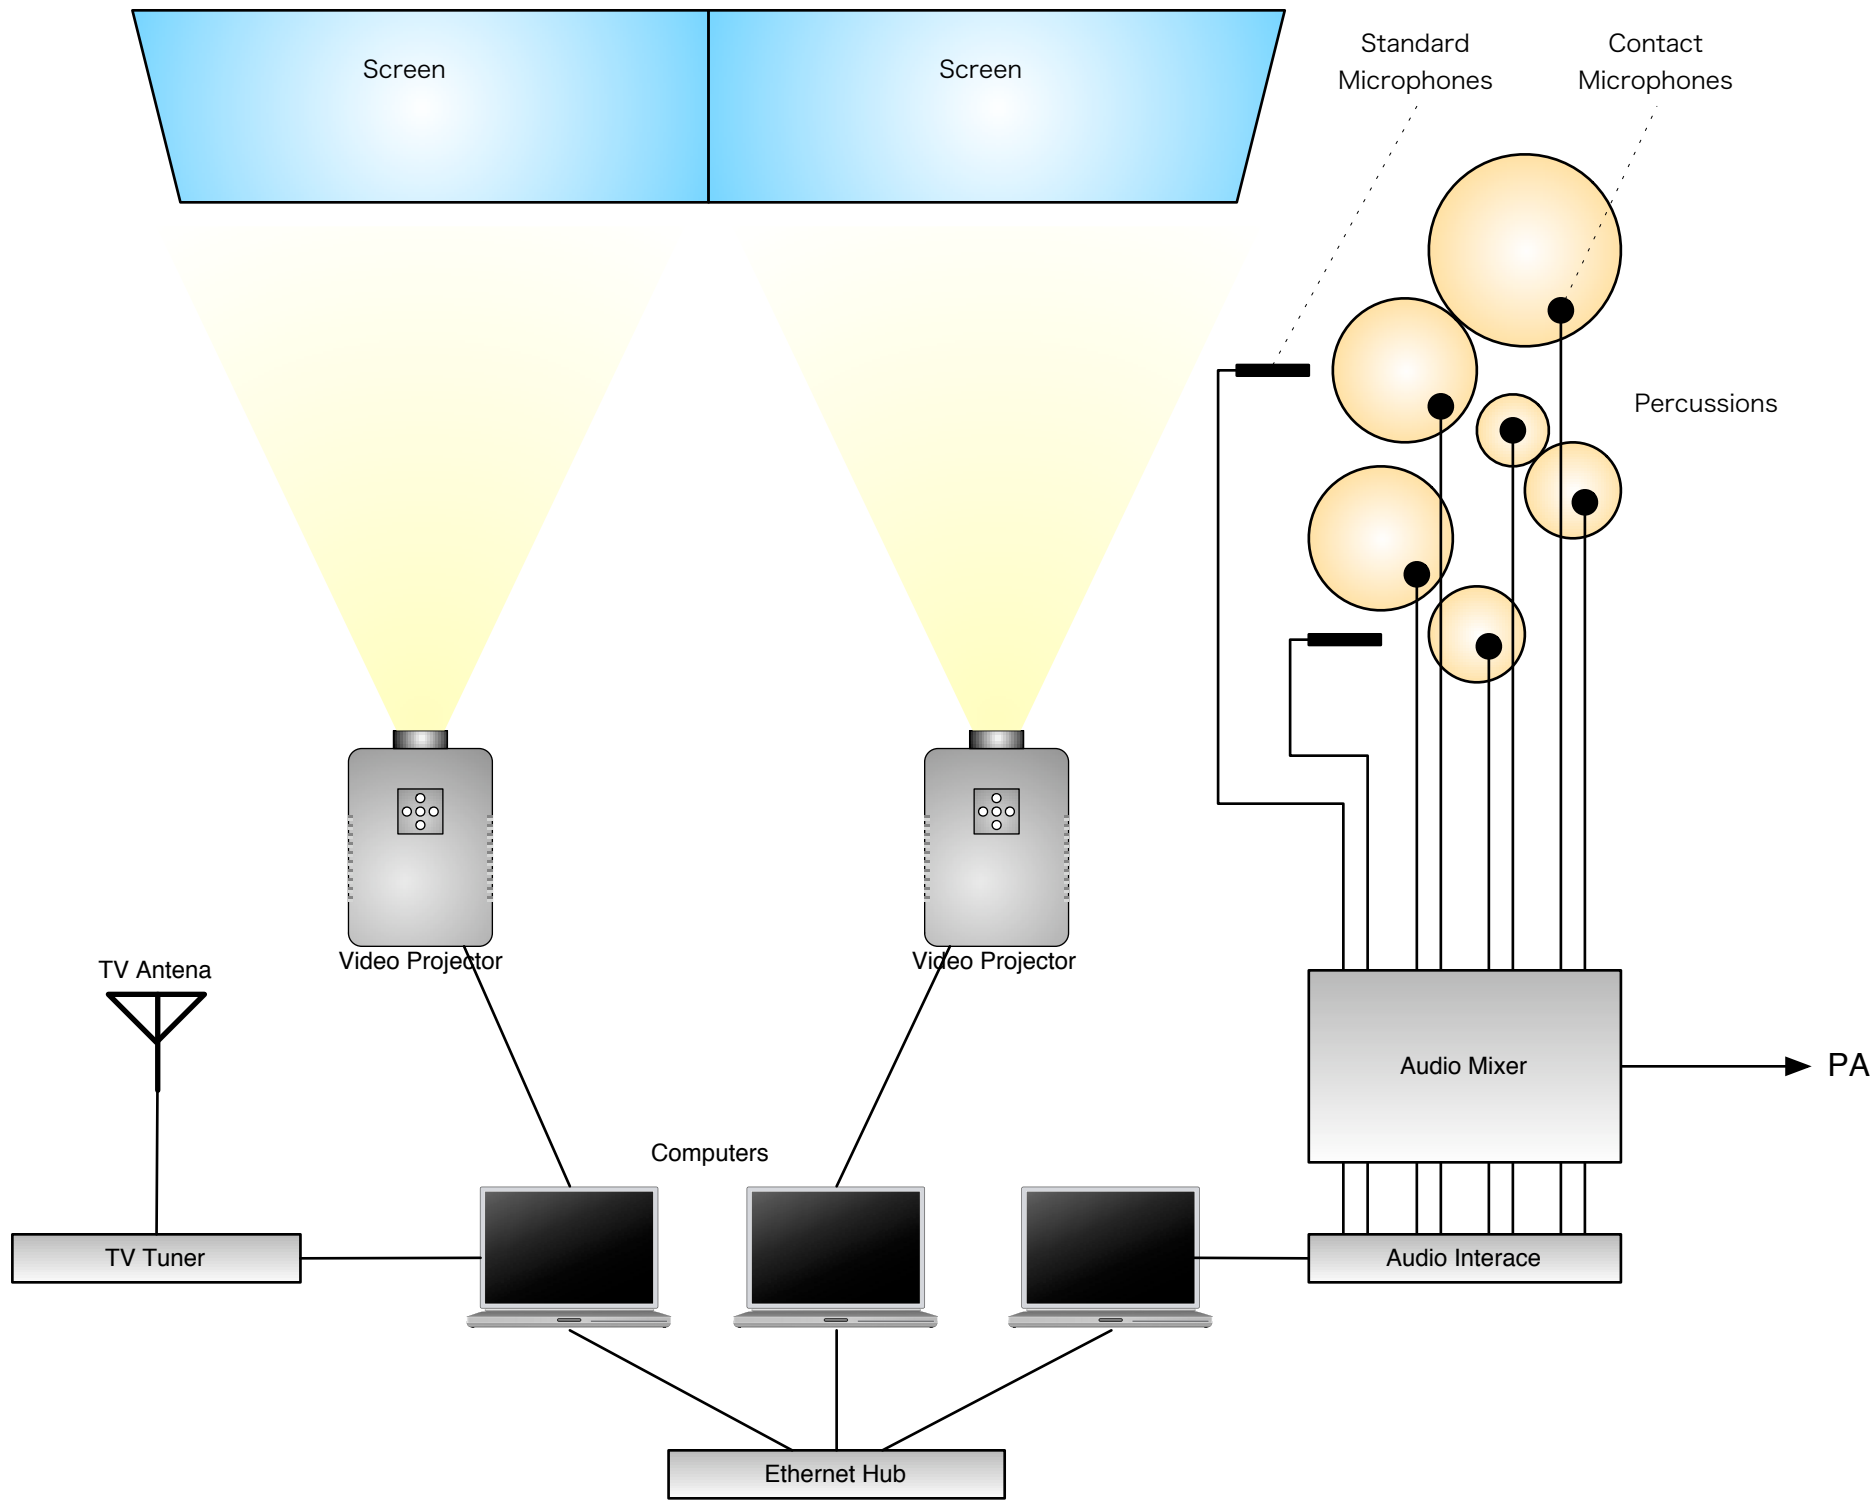 Screen
Screen
Standard
Microphones
Contact
Microphones
Percussions
Video Projector
Video Projector
TV Antena
Audio Mixer
PA
Computers
TV Tuner
Audio Interace
Ethernet Hub